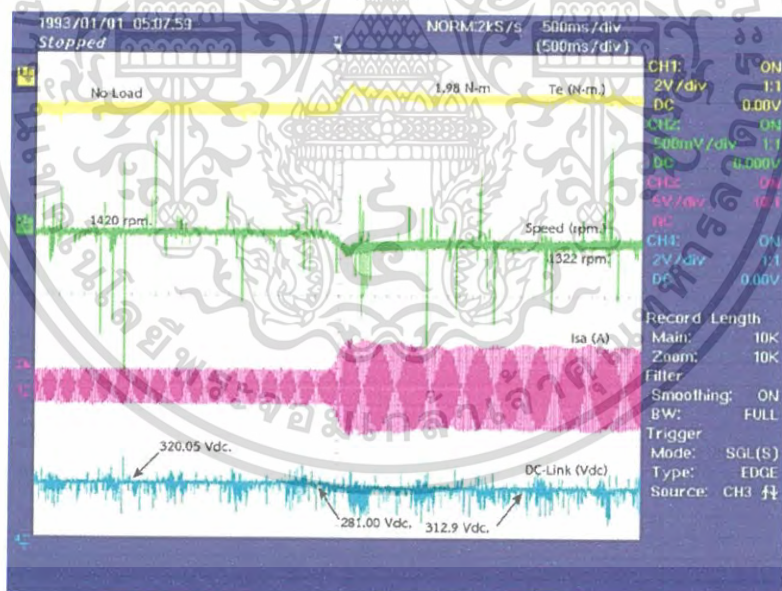 1993/01/01 05:07:59
Stopped
NORM:2kS/s
500ms/div
(500ms/div)
CH1: ON
2V/div 1:1
DC 0.00V
CH2: ON
500mV/div 1:1
DC 0.000V
CH3: ON
5V/div 10:1
AC
CH4: ON
2V/div 1:1
DC 0.00V
Record Length
Main: 10K
Zoom: 10K
Filter
Smoothing: ON
BW: FULL
Trigger
Mode: SGL(S)
Type: EDGE
Source: CH3
No Load
1.98 N-m
Te (N-m.)
1420 rpm.
Speed (rpm.)
1322 rpm.
Isa (A)
320.05 Vdc.
DC-Link (Vdc)
281.00 Vdc.
312.9 Vdc.